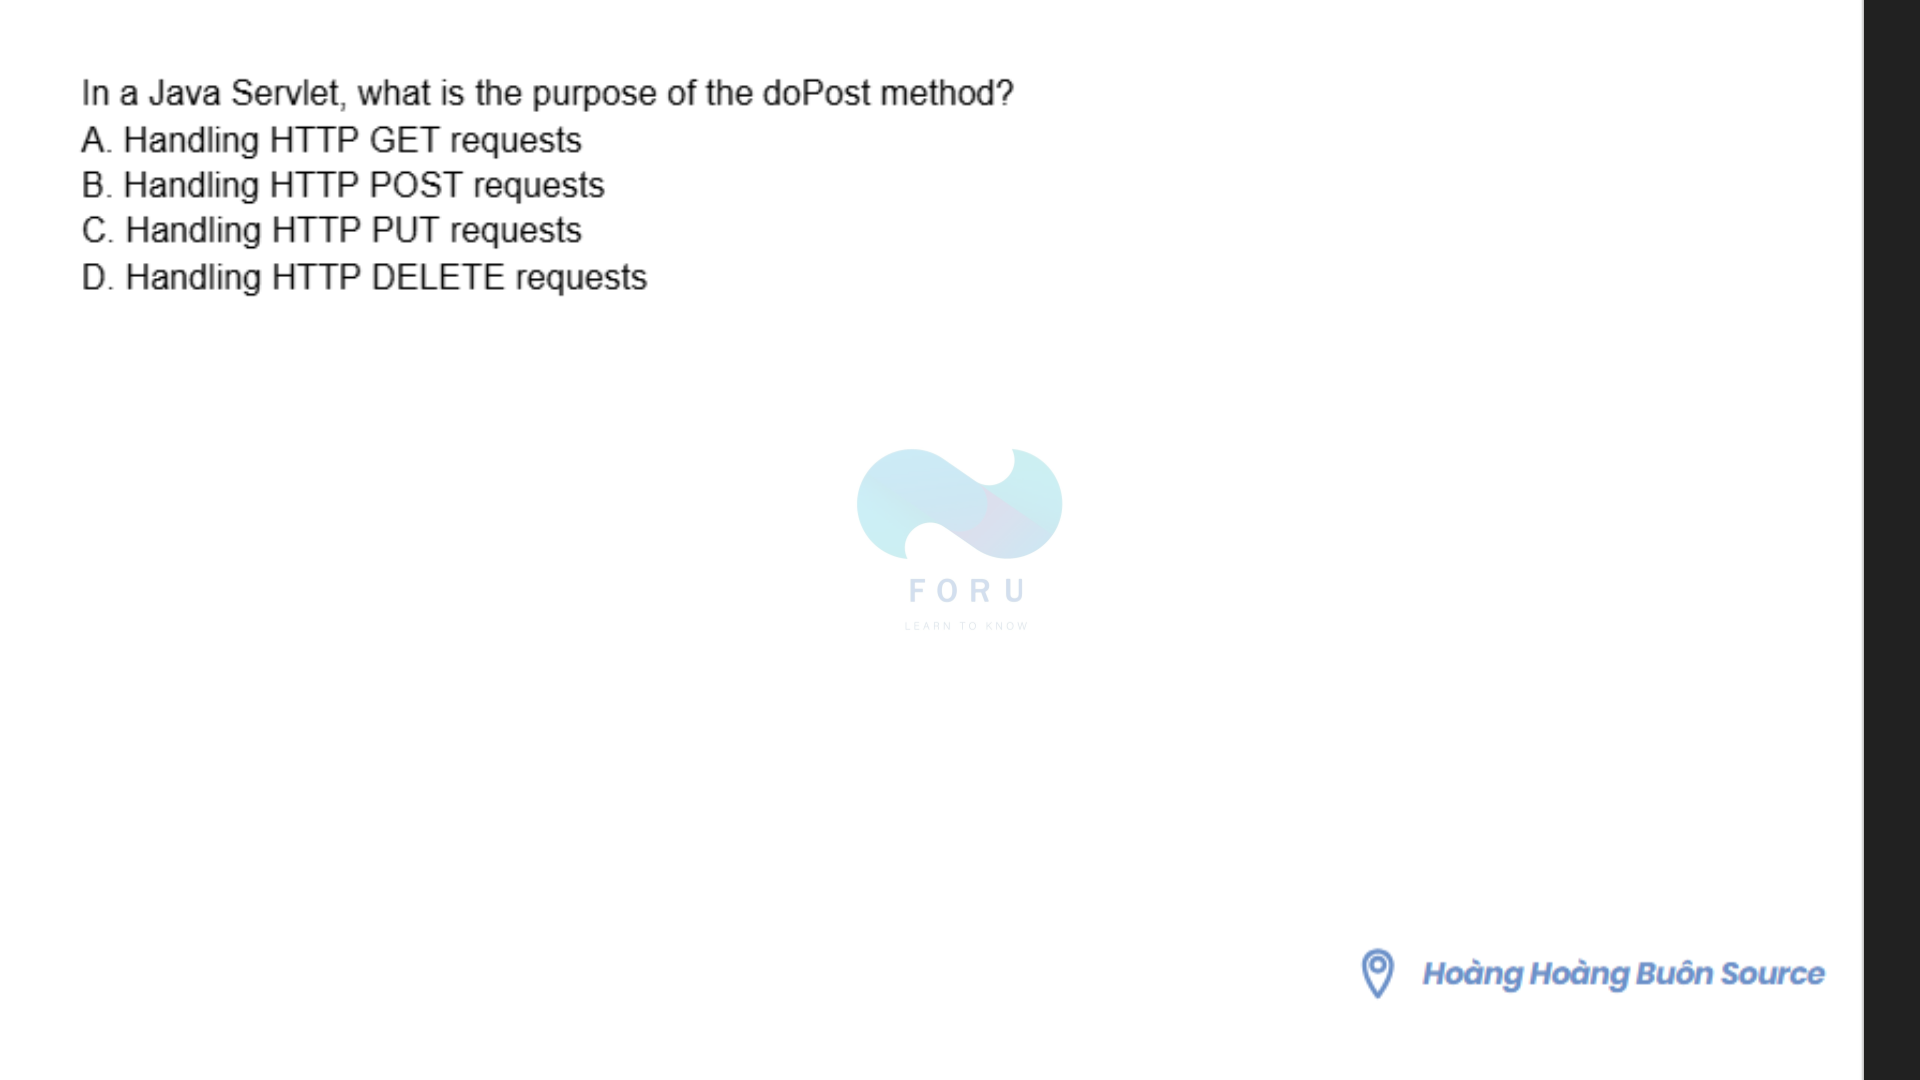 In a Java Servlet, what is the purpose of the doPost method?
A. Handling HTTP GET requests
B. Handling HTTP POST requests
C. Handling HTTP PUT requests
D. Handling HTTP DELETE requests
FORU
LEARN TO KNOW
Hoàng Hoàng Buôn Source